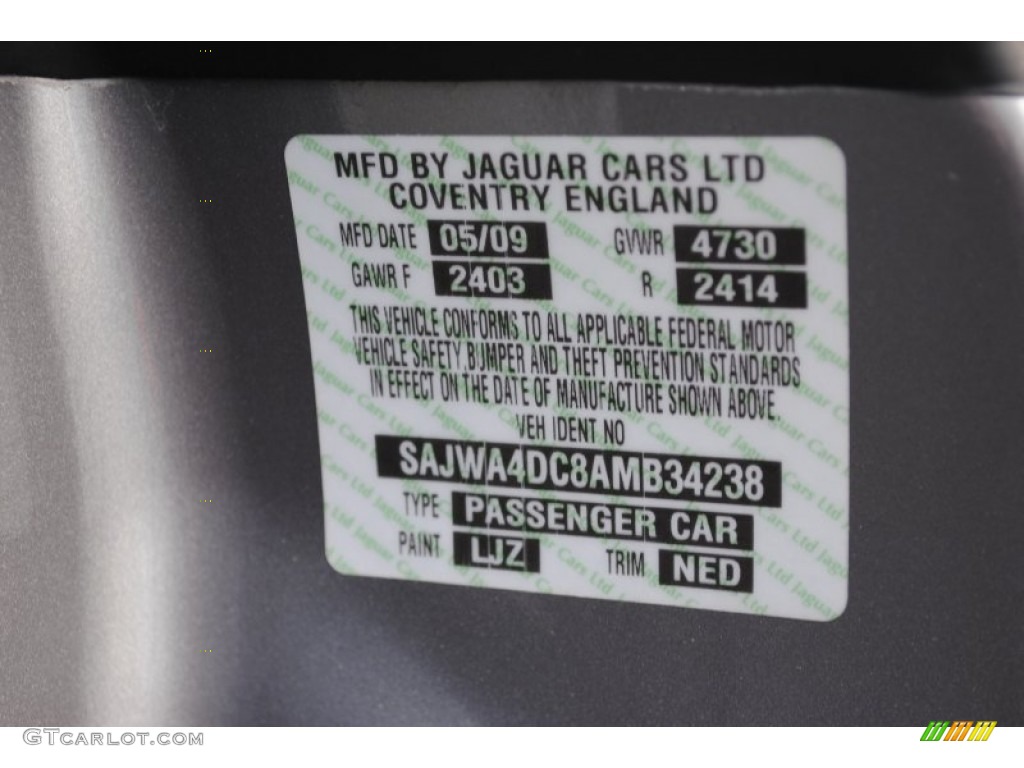 MFD BY JAGUAR CARS LTD
COVENTRY ENGLAND
MFD DATE 05/09 GVWR 4730
GAWR F 2403 R 2414
THIS VEHICLE CONFORMS TO ALL APPLICABLE FEDERAL MOTOR
VEHICLE SAFETY,BUMPER AND THEFT PREVENTION STANDARDS
IN EFFECT ON THE DATE OF MANUFACTURE SHOWN ABOVE.
VEH IDENT NO
SAJWA4DC8AMB34238
TYPE PASSENGER CAR
PAINT LJZ TRIM NED
GTcarlot.com